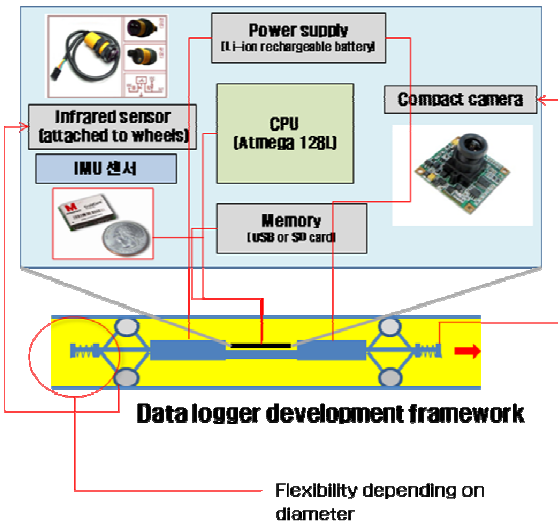 Power supply
(Li-ion rechargeable battery)
Infrared sensor
(attached to wheels)
CPU
(Atmega 128L)
Compact camera
IMU 센서
Memory
(USB or SD card)
Data logger development framework
Flexibility depending on
diameter